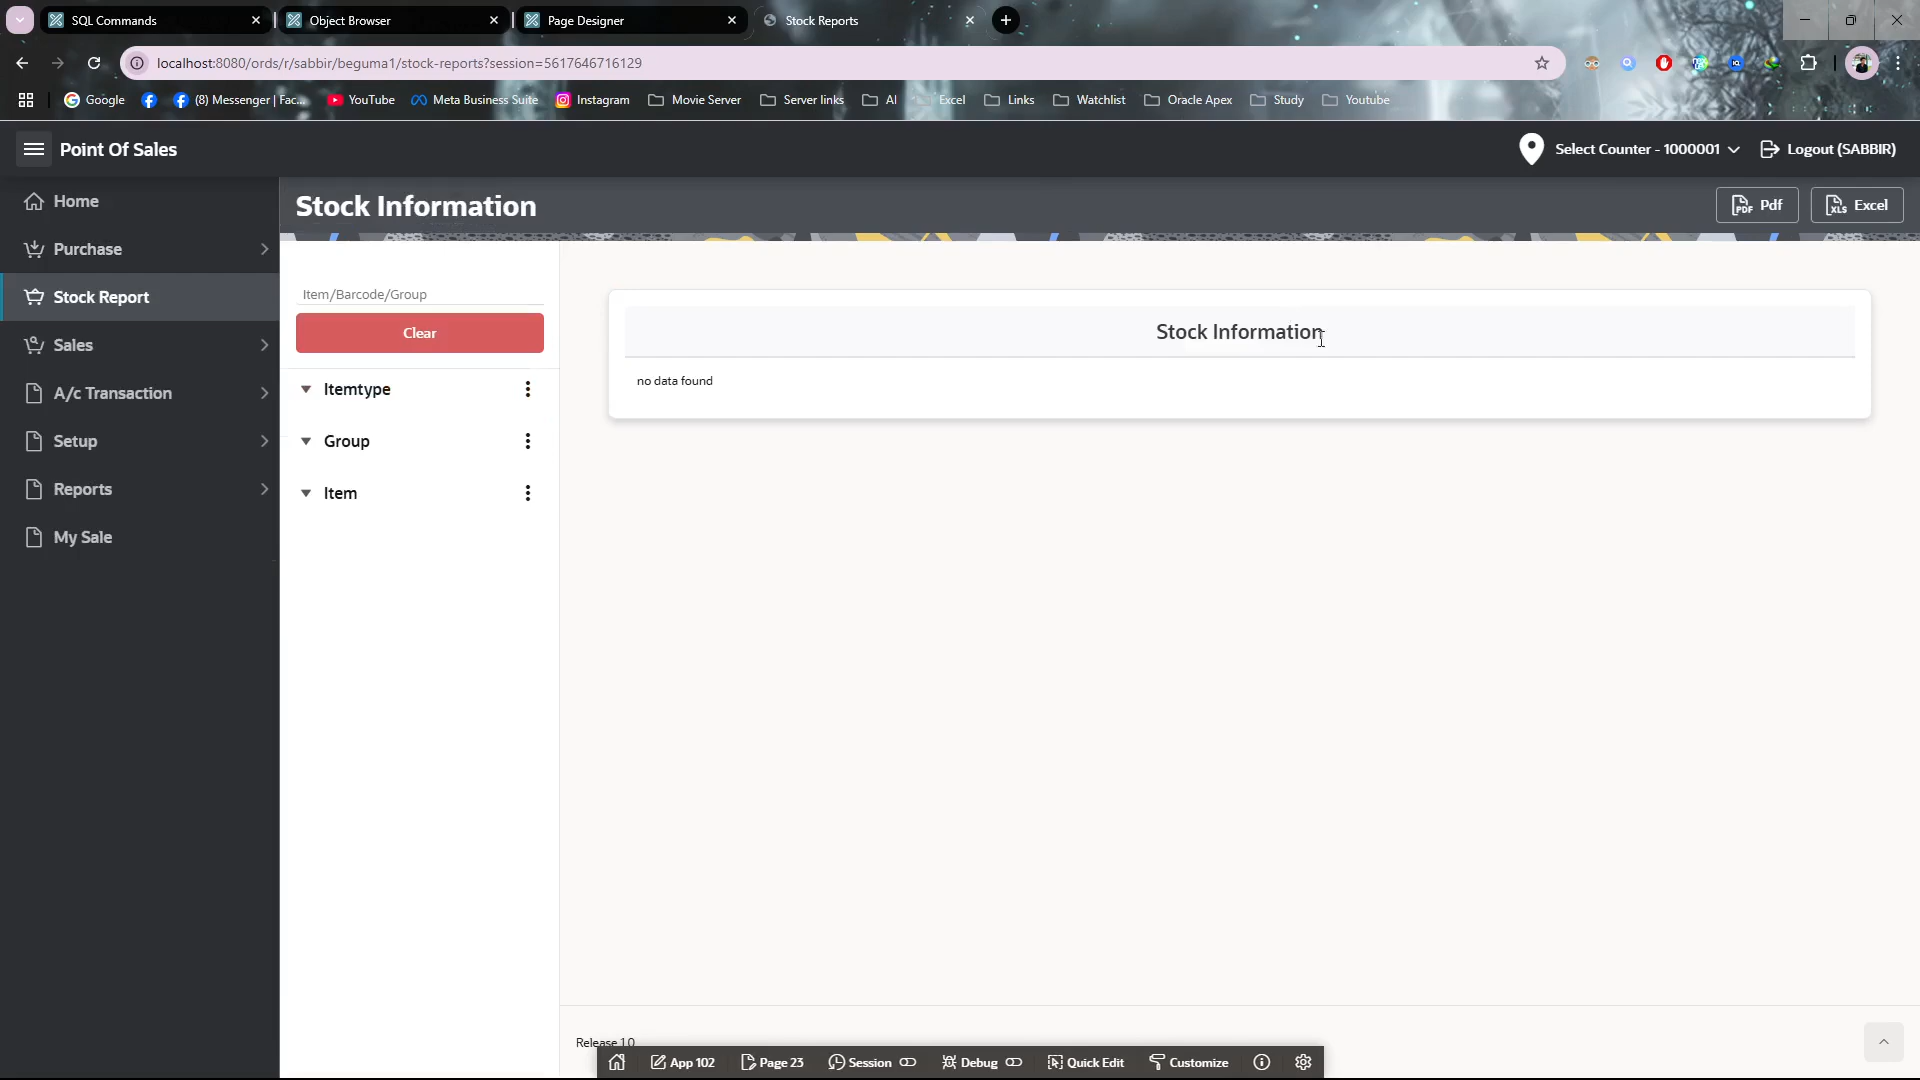 SQL Commands
Object Browser
Page Designer
Stock Reports
localhost:8080/ords/r/sabbir/beguma1/stock-reports?session=5617646716129
Google
(8) Messenger | Fac...
YouTube
Meta Business Suite
Instagram
Movie Server
Server links
AI
Excel
Links
Watchlist
Oracle Apex
Study
Youtube
Point Of Sales
Select Counter - 1000001
Logout (SABBIR)
Home
Purchase
Stock Report
Sales
A/c Transaction
Setup
Reports
My Sale
Stock Information
Pdf
Excel
Item/Barcode/Group
Clear
Itemtype
Group
Item
Stock Information
no data found
Release 1.0
App 102
Page 23
Session
Debug
Quick Edit
Customize